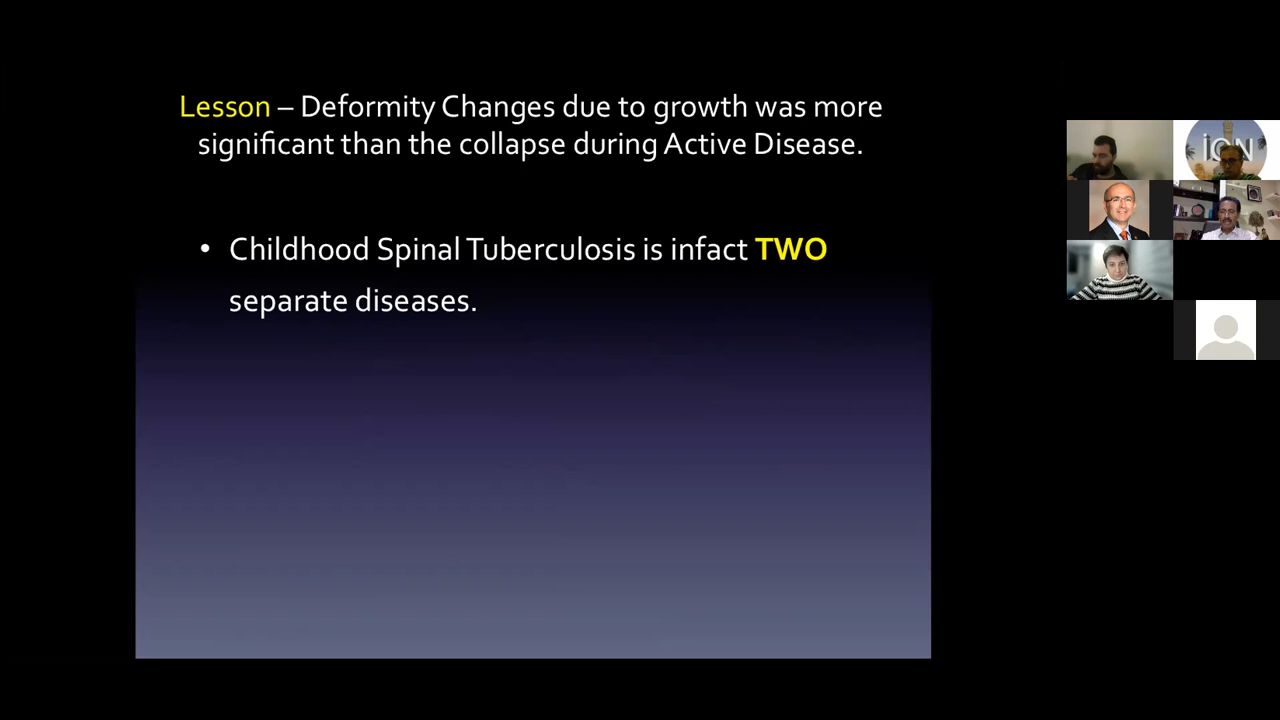 Lesson – Deformity Changes due to growth was more
significant than the collapse during Active Disease.
• Childhood Spinal Tuberculosis is infact TWO
separate diseases.
ION